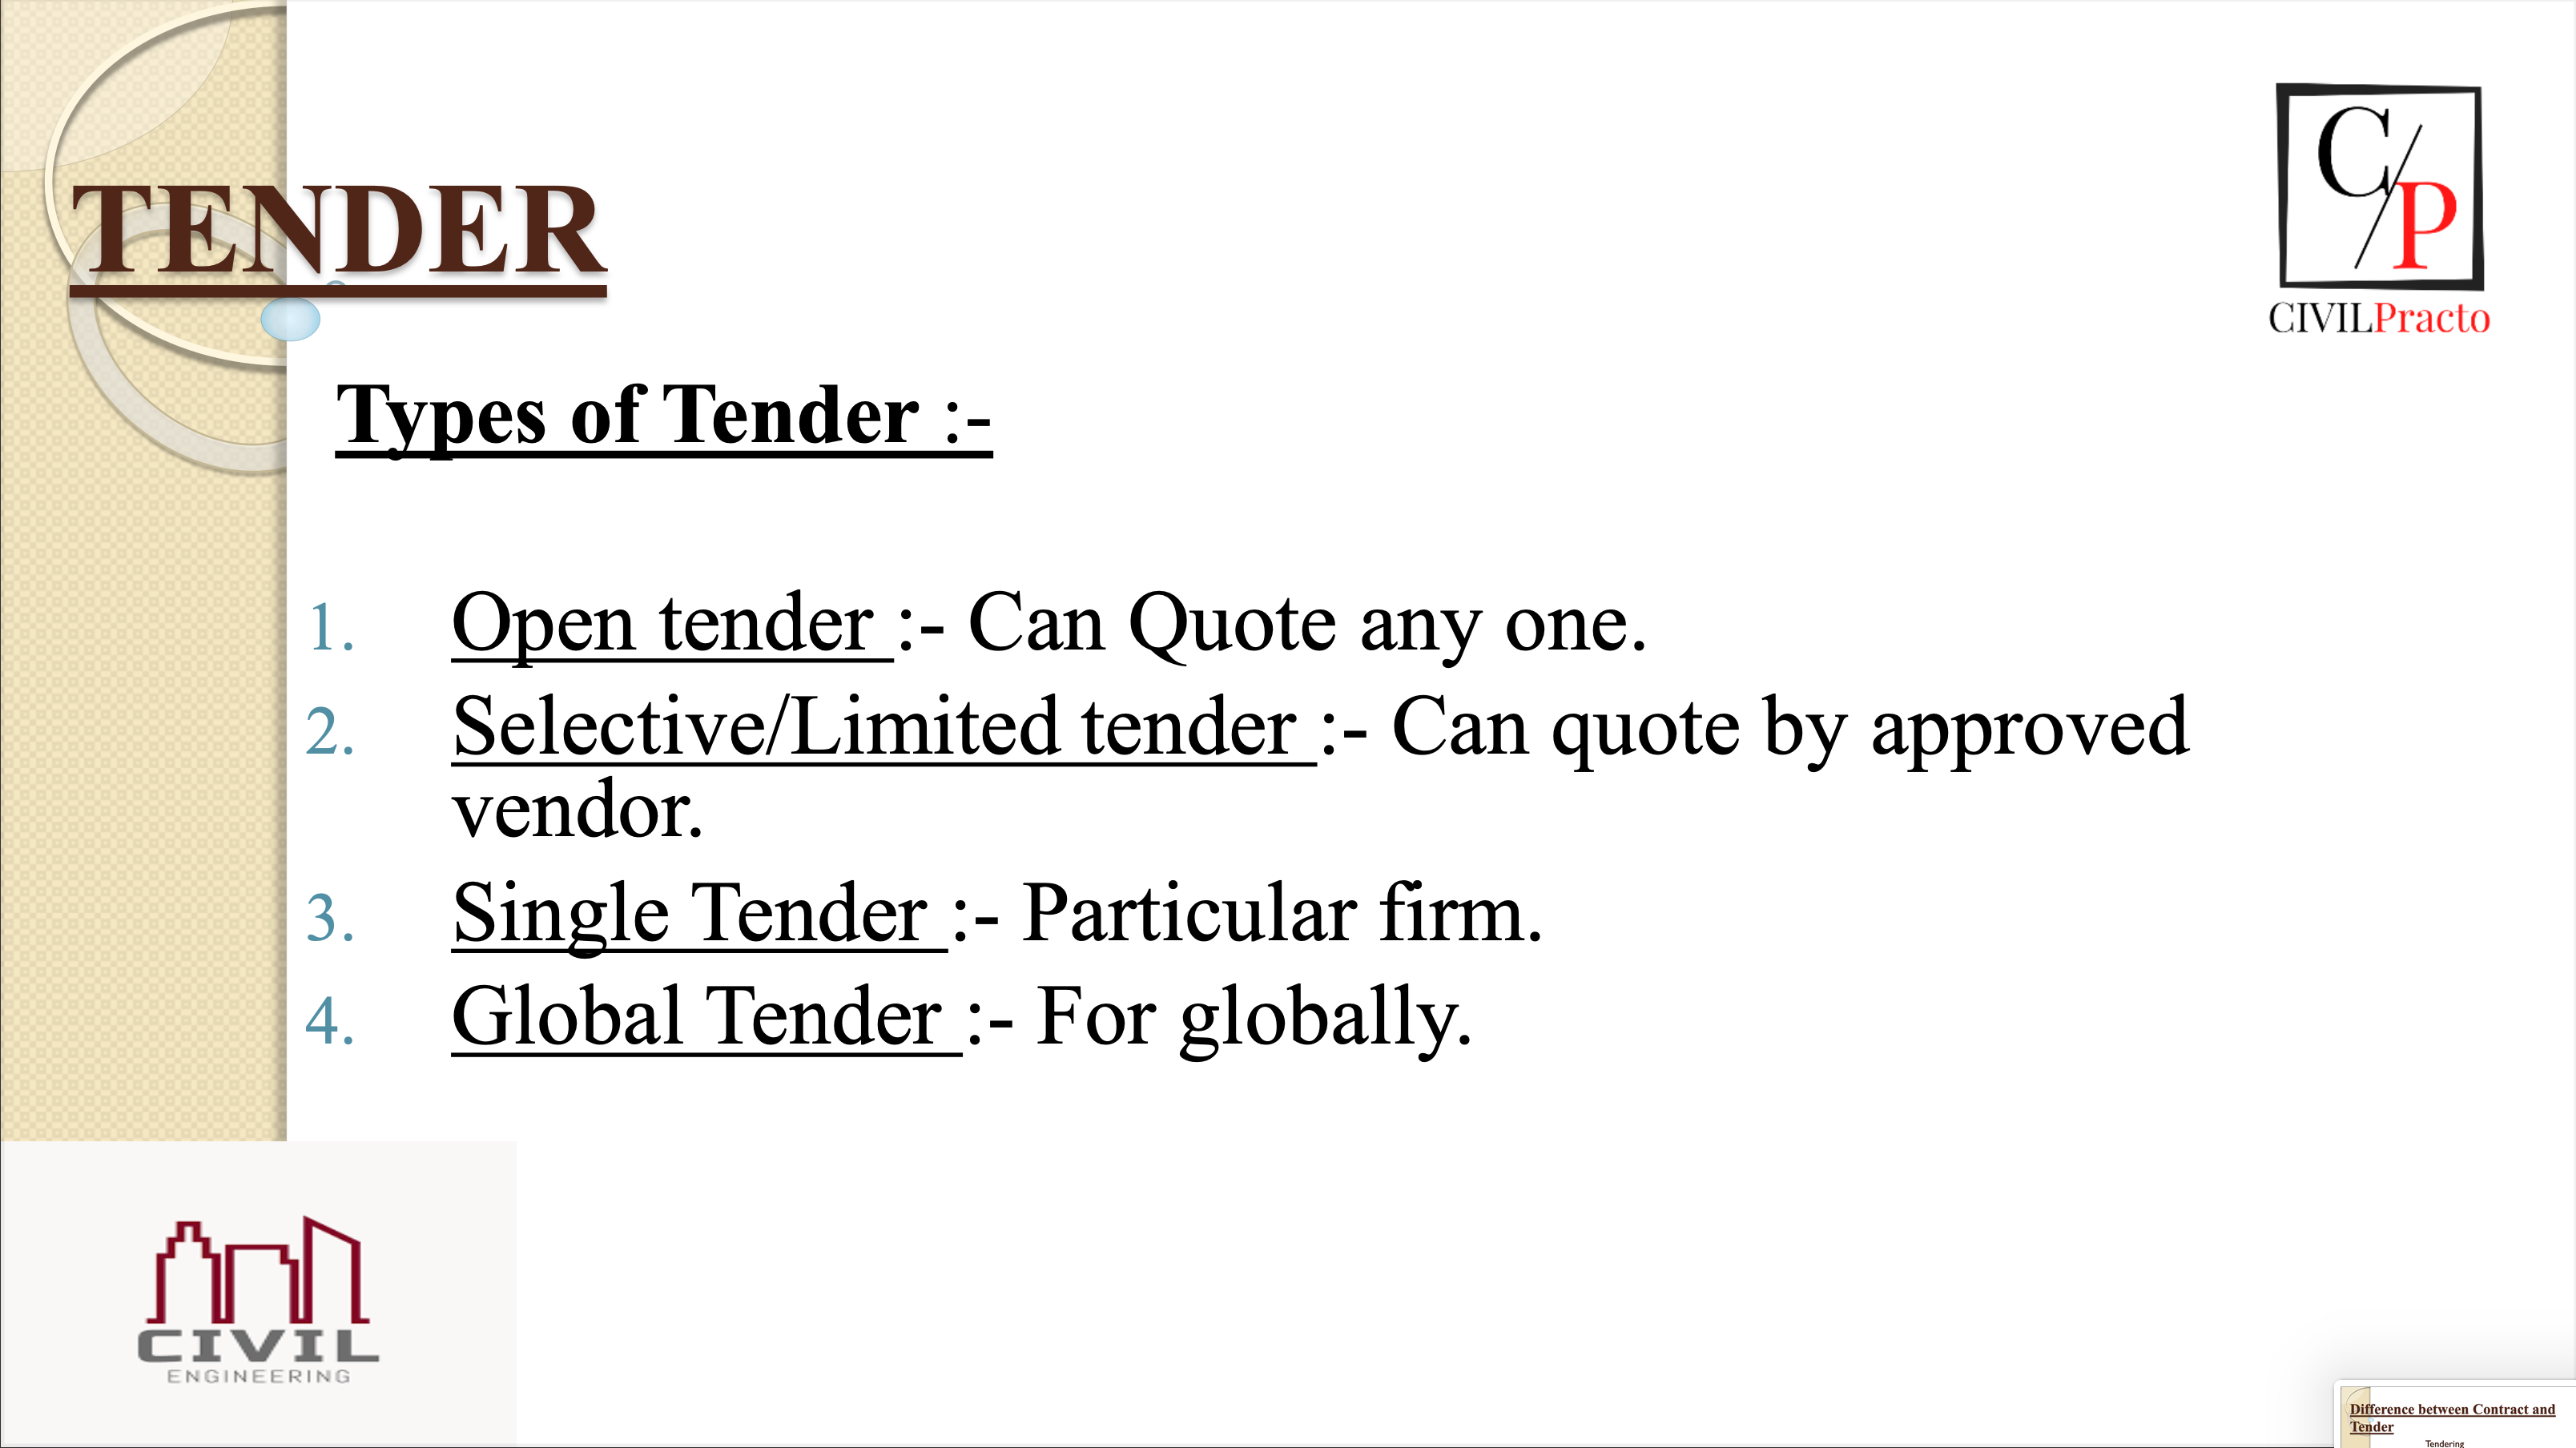 TENDER
C/P
CIVILPracto
Types of Tender :-
1. Open tender :- Can Quote any one.
2. Selective/Limited tender :- Can quote by approved
vendor.
3. Single Tender :- Particular firm.
4. Global Tender :- For globally.
CIVIL
ENGINEERING
Difference between Contract and
Tender
Tendering